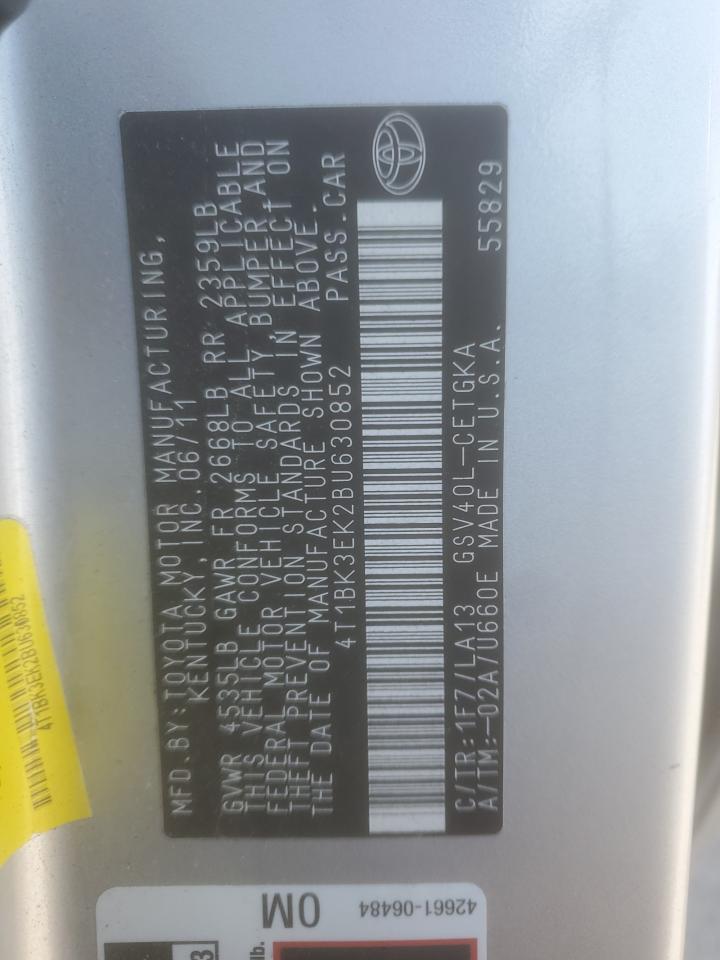 MFD.BY:TOYOTA MOTOR MANUFACTURING,
KENTUCKY, INC. 06/11
GVWR 4535LB GAWR FR 2668LB RR 2359LB
THIS VEHICLE CONFORMS TO ALL APPLICABLE
FEDERAL MOTOR VEHICLE SAFETY, BUMPER AND
THEFT PREVENTION STANDARDS IN EFFECT ON
THE DATE OF MANUFACTURE SHOWN ABOVE.
4T1BK3EK2BU630852 PASS.CAR
C/TR:1F7/LA13 GSV40L-CETGKA 55829
A/TM:-02A/U660E MADE IN U.S.A.
4T1BK3EK2BU630852
0M
42661-06484
lb.
3